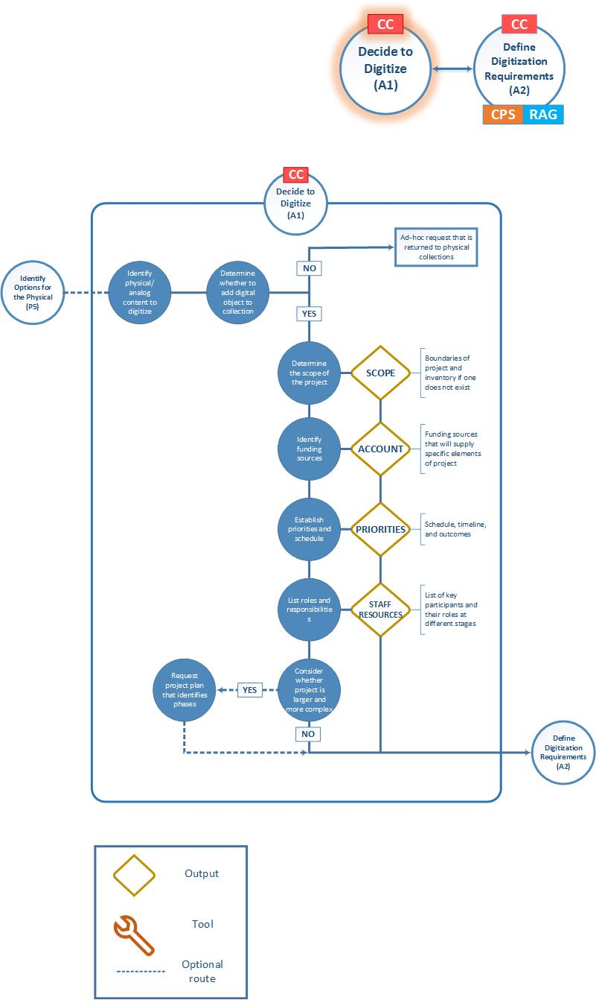 CC
Decide to
Digitize
(A1)
CC
Define
Digitization
Requirements
(A2)
CPS
RAG
CC
Decide to
Digitize
(A1)
Ad-hoc request that is
returned to physical
collections
NO
Identify
Options for
the Physical
(P5)
Identify
physical/
analog
content to
digitize
Determine
whether to
add digital
object to
collection
YES
Determine
the scope of
the project
SCOPE
Boundaries of
project and
inventory if one
does not exist
Identify
funding
sources
ACCOUNT
Funding sources
that will supply
specific elements
of project
Establish
priorities and
schedule
PRIORITIES
Schedule, timeline,
and outcomes
List roles and
responsibilitie
s
STAFF
RESOURCES
List of key
participants and
their roles at
different stages
Request
project plan
that identifies
phases
YES
Consider
whether
project is
larger and
more complex
NO
Define
Digitization
Requirements
(A2)
Output
Tool
Optional
route